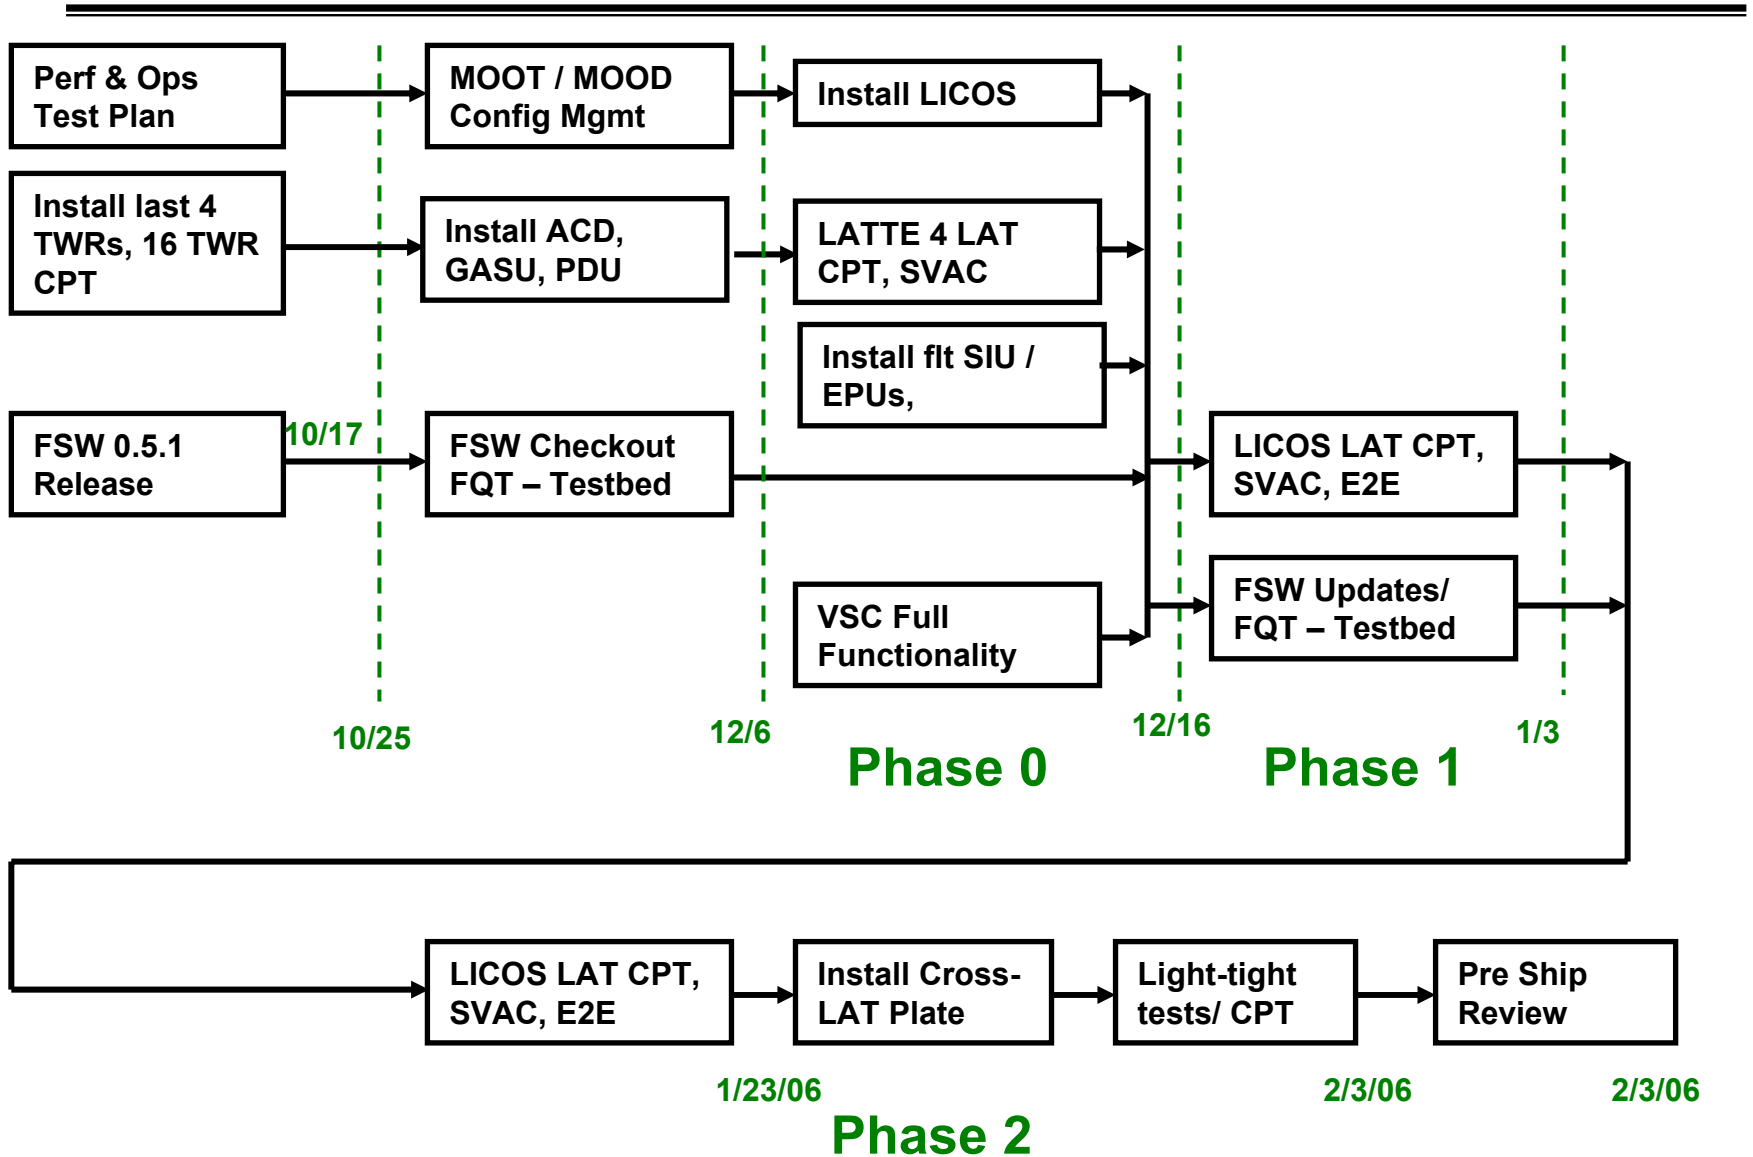 Perf & Ops
Test Plan
MOOT / MOOD
Config Mgmt
Install LICOS
Install last 4
TWRs, 16 TWR
CPT
Install ACD,
GASU, PDU
LATTE 4 LAT
CPT, SVAC
Install flt SIU /
EPUs,
FSW 0.5.1
Release
10/17
FSW Checkout
FQT – Testbed
LICOS LAT CPT,
SVAC, E2E
VSC Full
Functionality
FSW Updates/
FQT – Testbed
10/25
12/6
12/16
1/3
Phase 0
Phase 1
LICOS LAT CPT,
SVAC, E2E
Install Cross-
LAT Plate
Light-tight
tests/ CPT
Pre Ship
Review
1/23/06
2/3/06
2/3/06
Phase 2